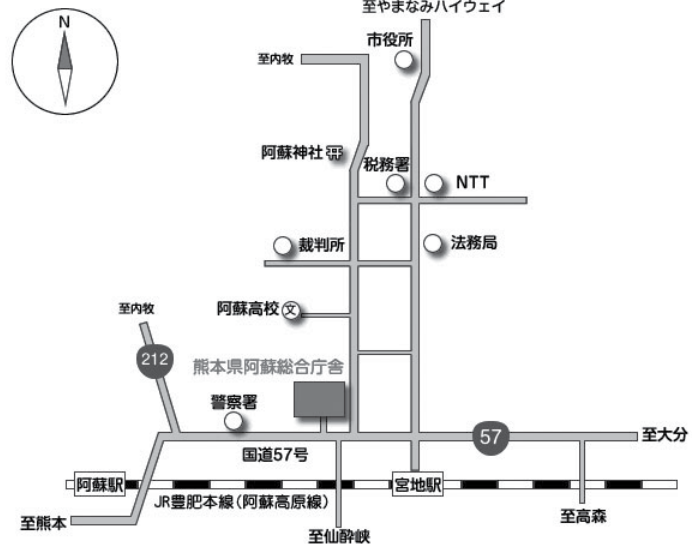 至やまなみハイウェイ
N
市役所
至内牧
阿蘇神社
税務署
NTT
裁判所
法務局
阿蘇高校
文
至内牧
212
熊本県阿蘇総合庁舎
警察署
国道57号
57
至大分
阿蘇駅
宮地駅
JR豊肥本線(阿蘇高原線)
至熊本
至仙酔峡
至高森